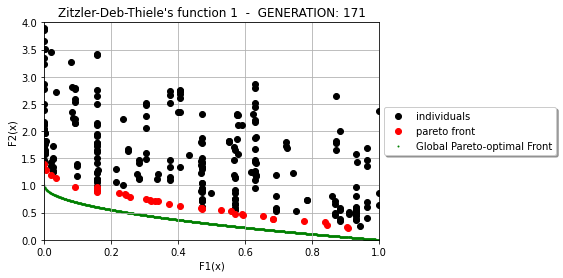 Zitzler-Deb-Thiele's function 1 - GENERATION: 171
4.0
3.5
3.0
2.5
2.0
1.5
1.0
0.5
0.0
F2(x)
0.0 0.2 0.4 0.6 0.8 1.0
F1(x)
individuals
pareto front
Global Pareto-optimal Front